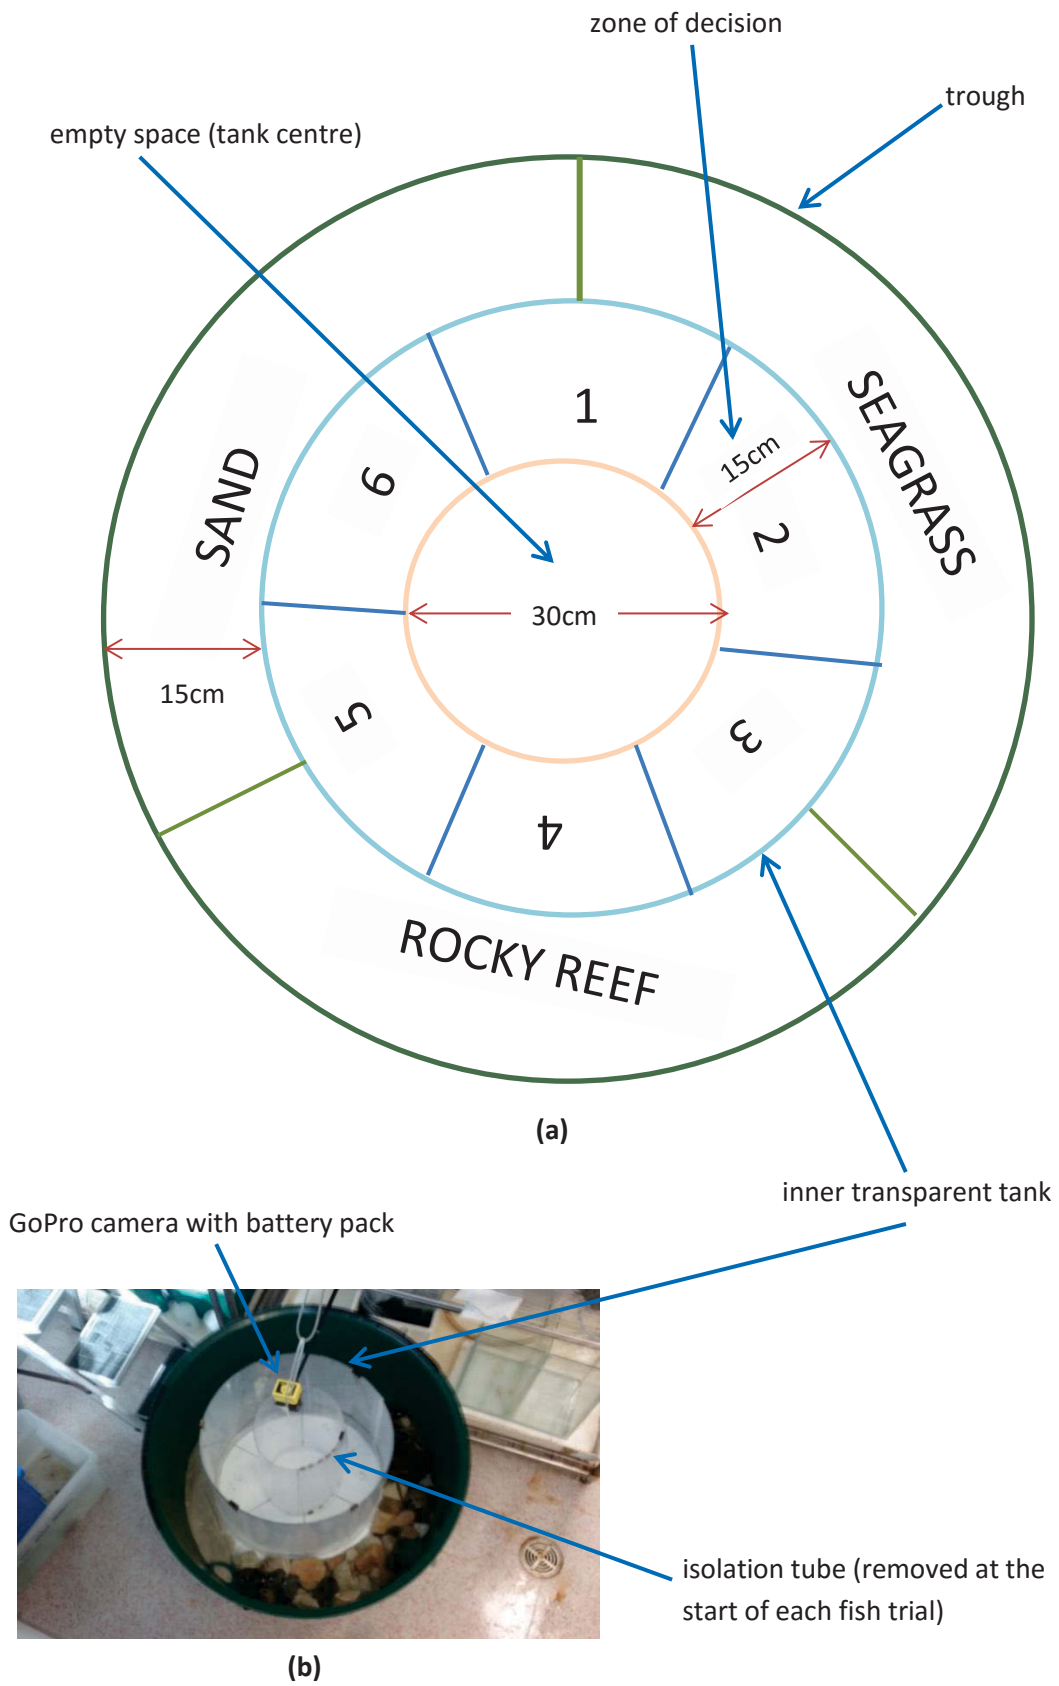 zone of decision
trough
empty space (tank centre)
1
SEAGRASS
15cm
2
6
SAND
30cm
15cm
5
3
4
ROCKY REEF
(a)
inner transparent tank
GoPro camera with battery pack
isolation tube (removed at the
start of each fish trial)
(b)